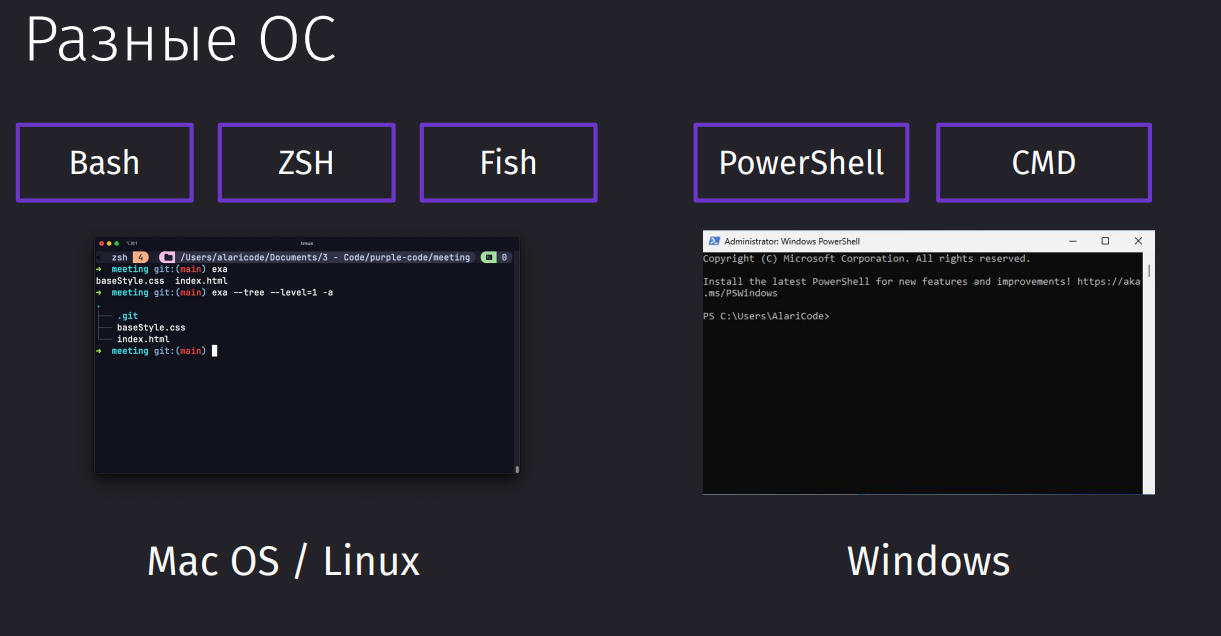 Разные ОС
Bash
ZSH
Fish
PowerShell
CMD
tmux
zsh 4 /Users/alaricode/Documents/3 - Code/purple-code/meeting 0
➜ meeting git:(main) exa
baseStyle.css index.html
➜ meeting git:(main) exa --tree --level=1 -a
.
├── .git
├── baseStyle.css
└── index.html
➜ meeting git:(main)
Administrator: Windows PowerShell
Copyright (C) Microsoft Corporation. All rights reserved.
Install the latest PowerShell for new features and improvements! https://aka
.ms/PSWindows
PS C:\Users\AlariCode>
Mac OS / Linux
Windows